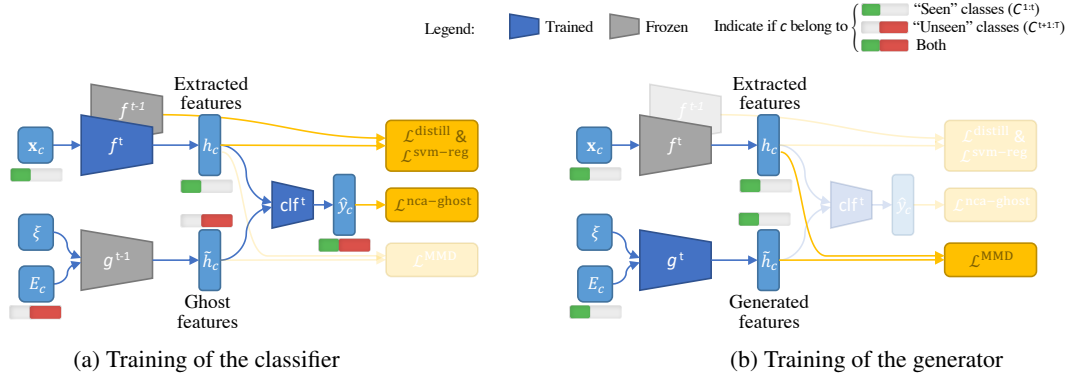 Legend:
Trained
Frozen
Indicate if c belong to
"Seen" classes (C^{1:t})
"Unseen" classes (C^{t+1:T})
Both
Extracted
features
f^{t-1}
x_c
f^t
h_c
L^{distill} &
L^{svm-reg}
clf^t
ŷ_c
L^{nca-ghost}
ξ
E_c
g^{t-1}
h̃_c
L^{MMD}
Ghost
features
(a) Training of the classifier
Extracted
features
f^{t-1}
x_c
f^t
h_c
L^{distill} &
L^{svm-reg}
clf^t
ŷ_c
L^{nca-ghost}
ξ
E_c
g^t
h̃_c
L^{MMD}
Generated
features
(b) Training of the generator